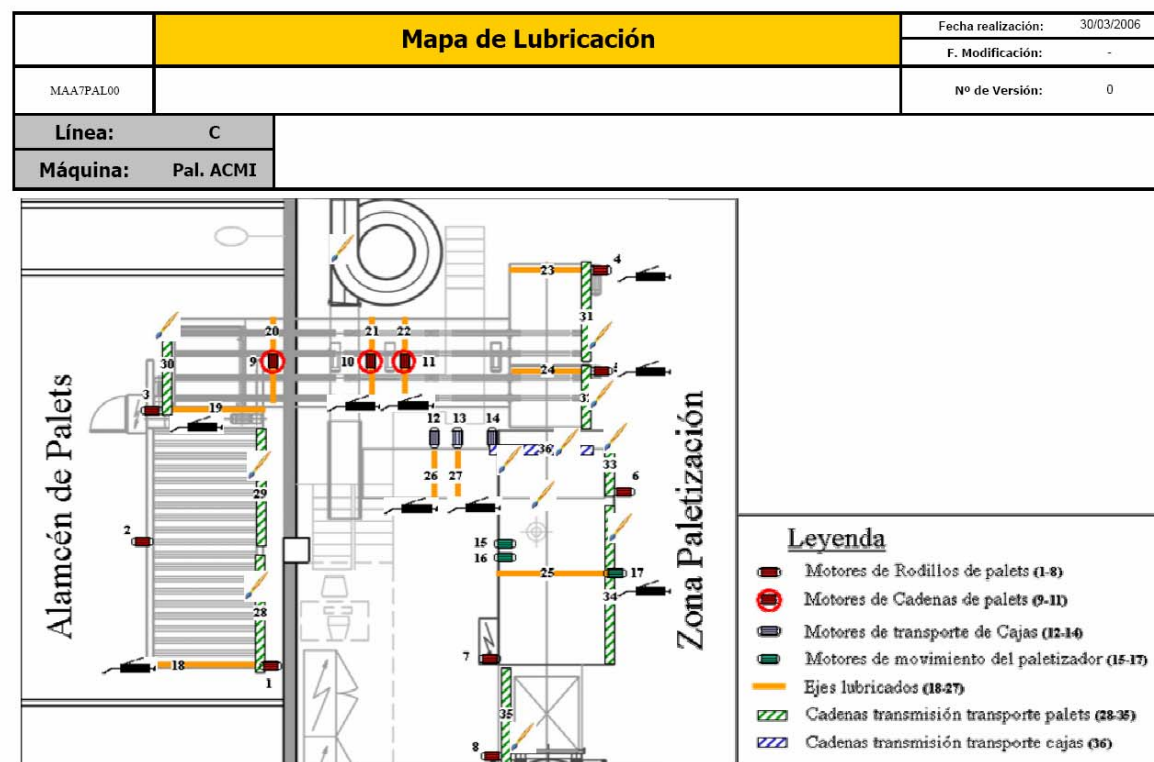 Mapa de Lubricación
Fecha realización: 30/03/2006
F. Modificación: -
MAA7PAL00
Nº de Versión: 0
Línea: C
Máquina: Pal. ACMI
4
23
31
20 21 22
9 10 11
24
30
3
19
12 13 14
36
33
26 27
6
29
2
15
16
25
17
34
28
18
1
7
35
8
Alamcén de Palets
Zona Paletización
Leyenda
Motores de Rodillos de palets (1-8)
Motores de Cadenas de palets (9-11)
Motores de transporte de Cajas (12-14)
Motores de movimiento del paletizador (15-17)
Ejes lubricados (18-27)
Cadenas transmisión transporte palets (28-35)
Cadenas transmisión transporte cajas (36)